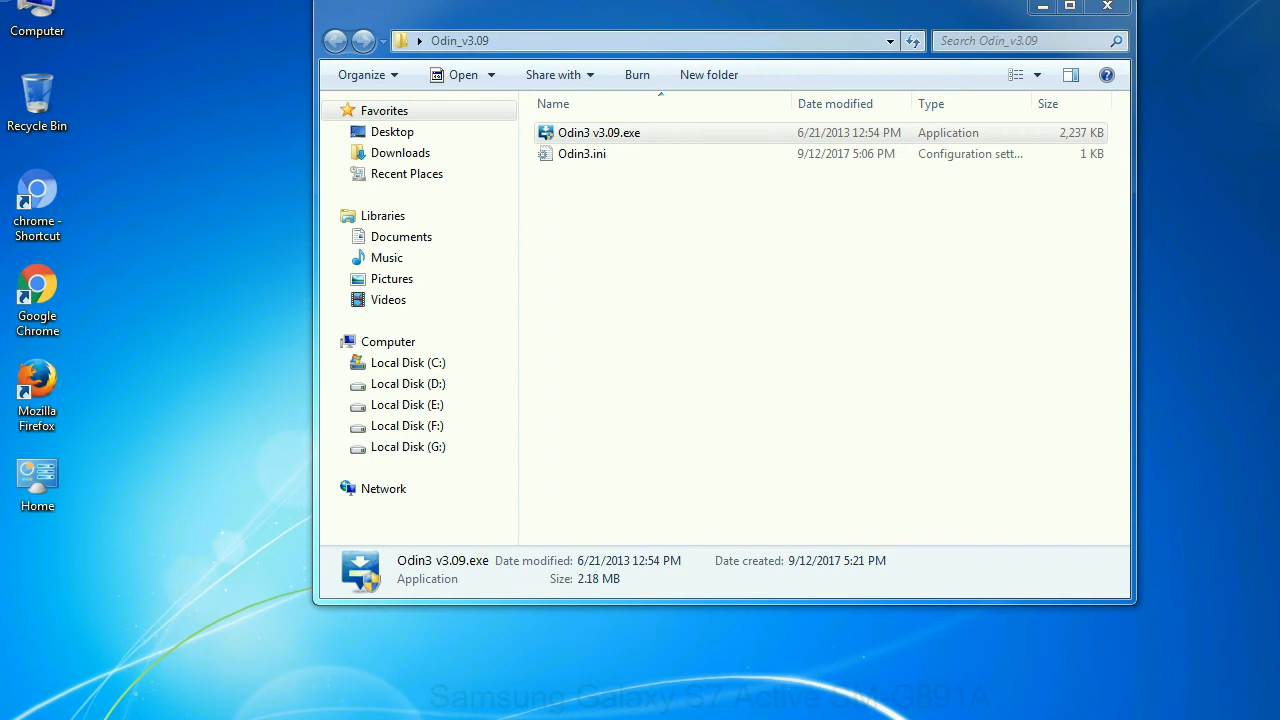 Computer
Recycle Bin
chrome -
Shortcut
Google
Chrome
Mozilla
Firefox
Home
Odin_v3.09
Search Odin_v3.09
Organize Open Share with Burn New folder
Name Date modified Type Size
Odin3 v3.09.exe 6/21/2013 12:54 PM Application 2,237 KB
Odin3.ini 9/12/2017 5:06 PM Configuration sett... 1 KB
Favorites
Desktop
Downloads
Recent Places
Libraries
Documents
Music
Pictures
Videos
Computer
Local Disk (C:)
Local Disk (D:)
Local Disk (E:)
Local Disk (F:)
Local Disk (G:)
Network
Odin3 v3.09.exe Date modified: 6/21/2013 12:54 PM Date created: 9/12/2017 5:21 PM
Application Size: 2.18 MB
Samsung Galaxy S7 Active SM-G891A